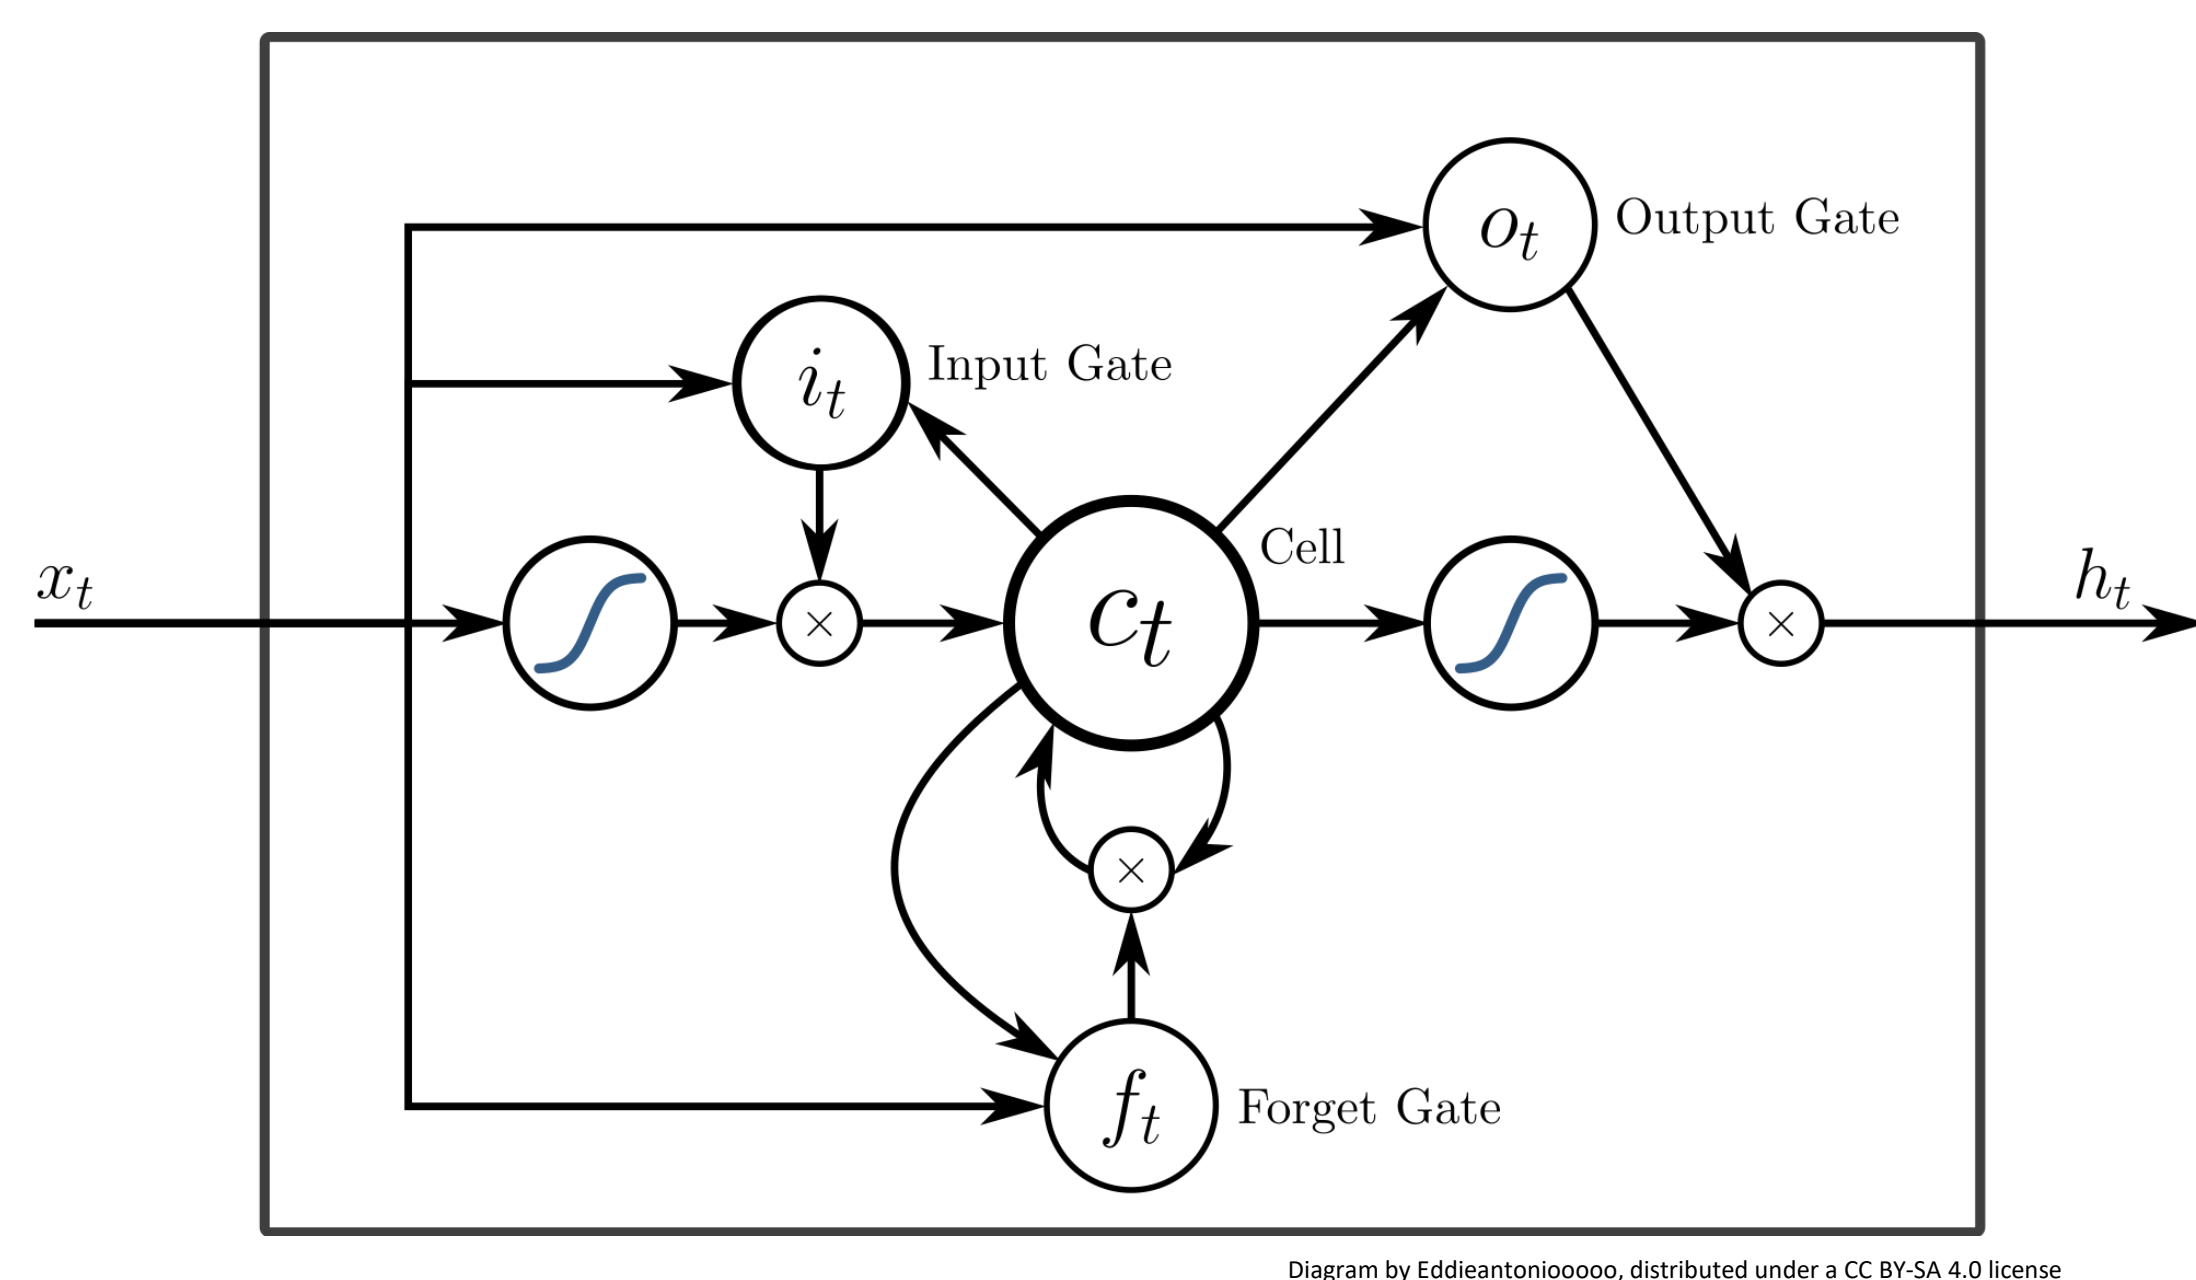 o_t Output Gate
i_t Input Gate
x_t
Cell
h_t
×
c_t
×
×
f_t Forget Gate
Diagram by Eddieantoniooooo, distributed under a CC BY-SA 4.0 license